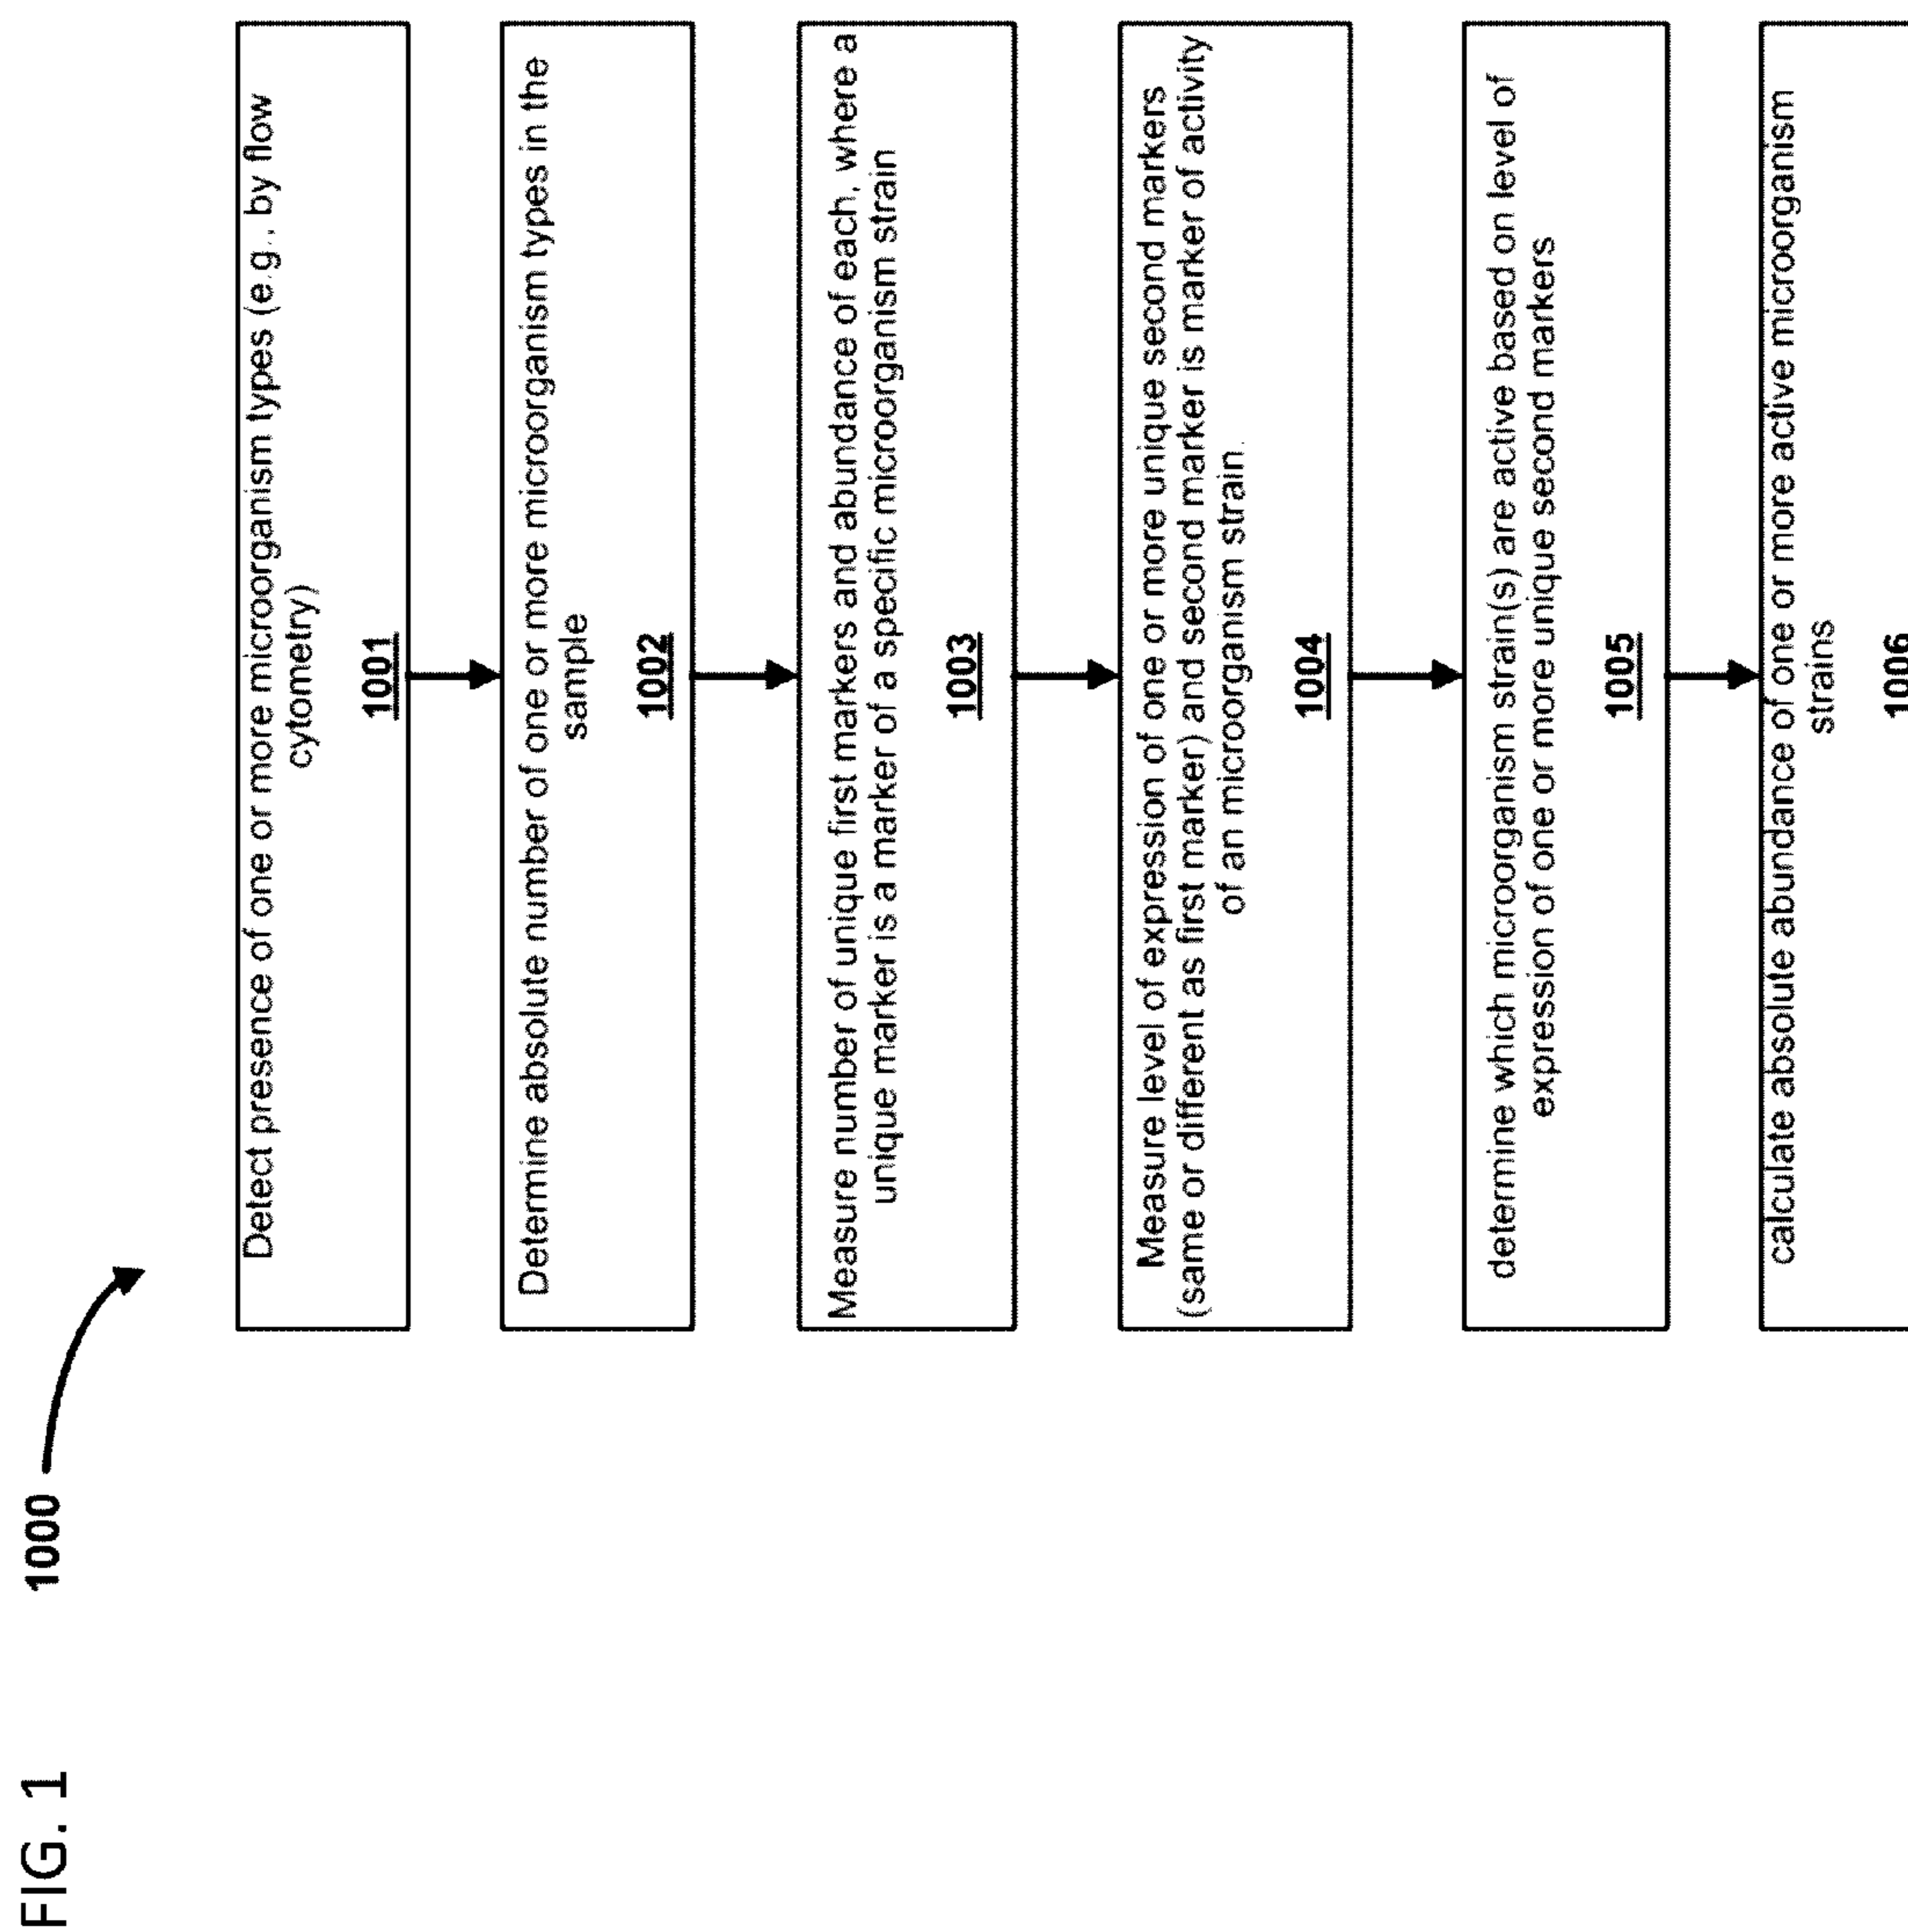 FIG. 1
1000
Detect presence of one or more microorganism types (e.g., by flow
cytometry)
1001
Determine absolute number of one or more microorganism types in the
sample
1002
Measure number of unique first markers and abundance of each, where a
unique marker is a marker of a specific microorganism strain
1003
Measure level of expression of one or more unique second markers
(same or different as first marker) and second marker is marker of activity
of an microorganism strain.
1004
determine which microorganism strain(s) are active based on level of
expression of one or more unique second markers
1005
calculate absolute abundance of one or more active microorganism
strains
1006